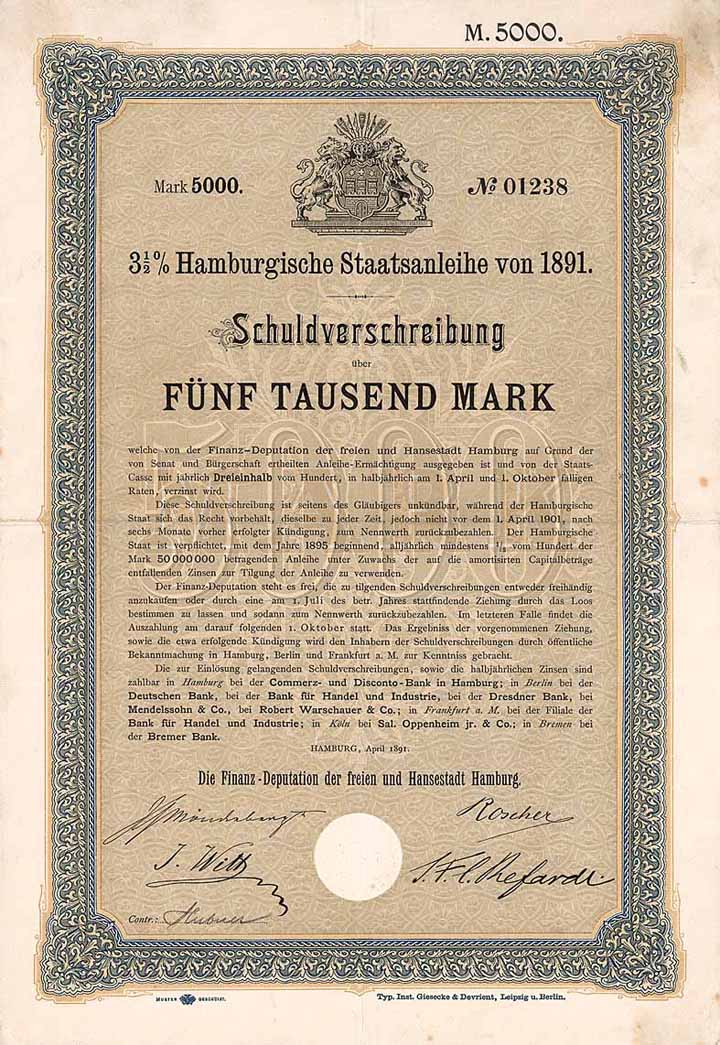 M. 5000.
Mark 5000.
№ 01238
3½% Hamburgische Staatsanleihe von 1891.
Schuldverschreibung
über
FÜNF TAUSEND MARK
5000
welche von der Finanz-Deputation der freien und Hansestadt Hamburg auf Grund der
von Senat und Bürgerschaft ertheilten Anleihe-Ermächtigung ausgegeben ist und von der Staats-
Casse mit jährlich Dreieinhalb vom Hundert, in halbjährlich am 1. April und 1. Oktober fälligen
Raten, verzinst wird.
Diese Schuldverschreibung ist seitens des Gläubigers unkündbar, während der Hamburgische
Staat sich das Recht vorbehält, dieselbe zu jeder Zeit, jedoch nicht vor dem 1. April 1901, nach
sechs Monate vorher erfolgter Kündigung, zum Nennwerth zurückzubezahlen. Der Hamburgische
Staat ist verpflichtet, mit dem Jahre 1895 beginnend, alljährlich mindestens vom Hundert der
Mark 50 000 000 betragenden Anleihe unter Zuwachs der auf die amortisirten Capitalbeträge
entfallenden Zinsen zur Tilgung der Anleihe zu verwenden.
Der Finanz-Deputation steht es frei, die zu tilgenden Schuldverschreibungen entweder freihändig
anzukaufen oder durch eine am 1. Juli des betr. Jahres stattfindende Ziehung durch das Loos
bestimmen zu lassen und sodann zum Nennwerth zurückzubezahlen. Im letzteren Falle findet die
Auszahlung am darauf folgenden 1. Oktober statt. Das Ergebniss der vorgenommenen Ziehung,
sowie die etwa erfolgende Kündigung wird den Inhabern der Schuldverschreibungen durch öffentliche
Bekanntmachung in Hamburg, Berlin und Frankfurt a. M. zur Kenntniss gebracht.
Die zur Einlösung gelangenden Schuldverschreibungen, sowie die halbjährlichen Zinsen sind
zahlbar in Hamburg bei der Commerz- und Disconto-Bank in Hamburg; in Berlin bei der
Deutschen Bank, bei der Bank für Handel und Industrie, bei der Dresdner Bank, bei
Mendelssohn & Co., bei Robert Warschauer & Co.; in Frankfurt a. M. bei der Filiale der
Bank für Handel und Industrie; in Köln bei Sal. Oppenheim jr. & Co.; in Bremen bei
der Bremer Bank.
HAMBURG, April 1891.
Die Finanz-Deputation der freien und Hansestadt Hamburg.
Roscher
J. Witt
S. F. C. Refardt
Contr.:
MUSTER GESCHÜTZT.
Typ. Inst. Giesecke & Devrient, Leipzig u. Berlin.